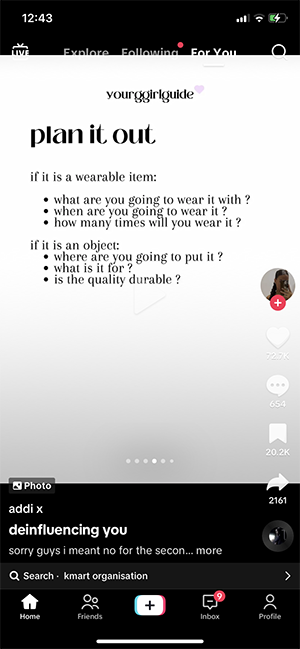 12:43
LIVE
Explore Following For You
yourggirlguide
plan it out
if it is a wearable item:
• what are you going to wear it with ?
• when are you going to wear it ?
• how many times will you wear it ?
if it is an object:
• where are you going to put it ?
• what is it for ?
• is the quality durable ?
654
20.2K
Photo
2161
addi x
deinfluencing you
sorry guys i meant no for the secon... more
Search · kmart organisation
9
Home
Friends
Inbox
Profile